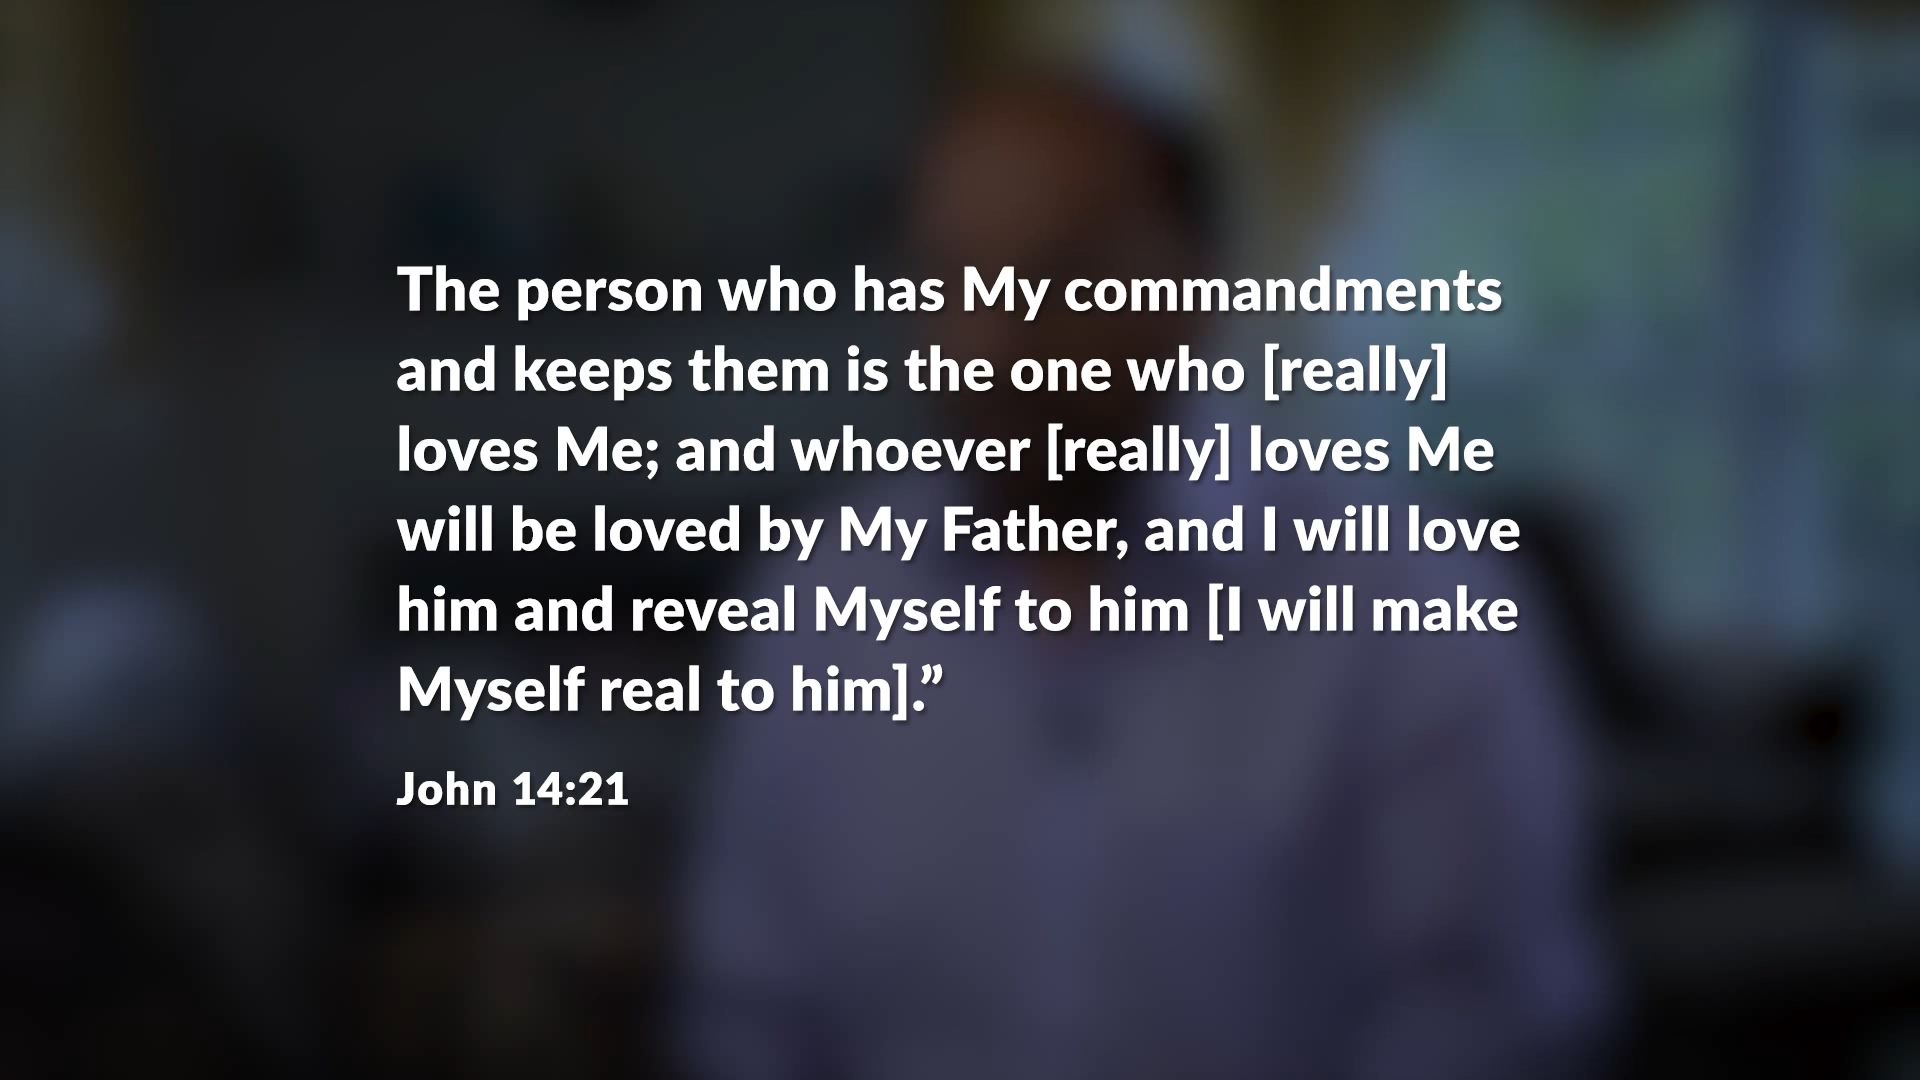 The person who has My commandments
and keeps them is the one who [really]
loves Me; and whoever [really] loves Me
will be loved by My Father, and I will love
him and reveal Myself to him [I will make
Myself real to him].”
John 14:21